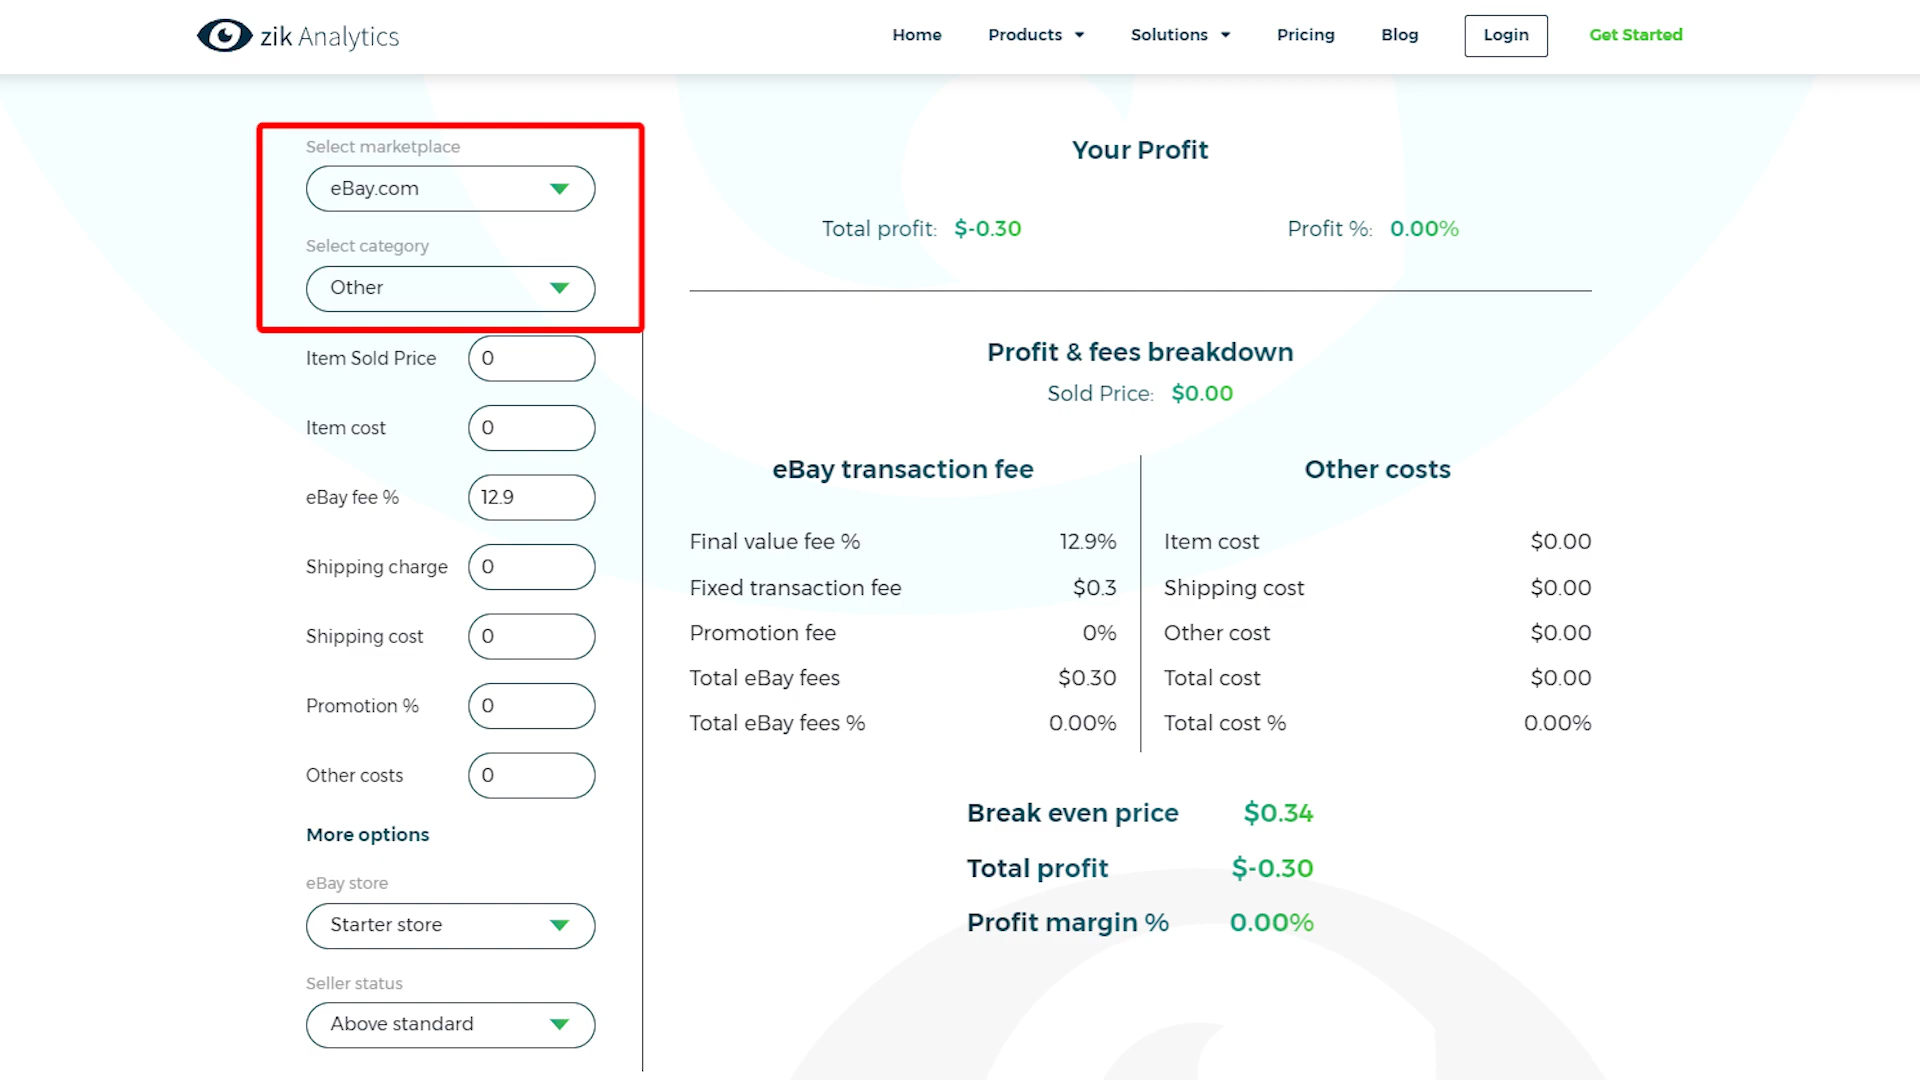 zik Analytics
Home
Products
Solutions
Pricing
Blog
Login
Get Started
Select marketplace
eBay.com
Select category
Other
Item Sold Price 0
Item cost 0
eBay fee % 12.9
Shipping charge 0
Shipping cost 0
Promotion % 0
Other costs 0
More options
eBay store
Starter store
Seller status
Above standard
Your Profit
Total profit: $-0.30
Profit %: 0.00%
Profit & fees breakdown
Sold Price: $0.00
eBay transaction fee
Final value fee % 12.9%
Fixed transaction fee $0.3
Promotion fee 0%
Total eBay fees $0.30
Total eBay fees % 0.00%
Other costs
Item cost $0.00
Shipping cost $0.00
Other cost $0.00
Total cost $0.00
Total cost % 0.00%
Break even price $0.34
Total profit $-0.30
Profit margin % 0.00%